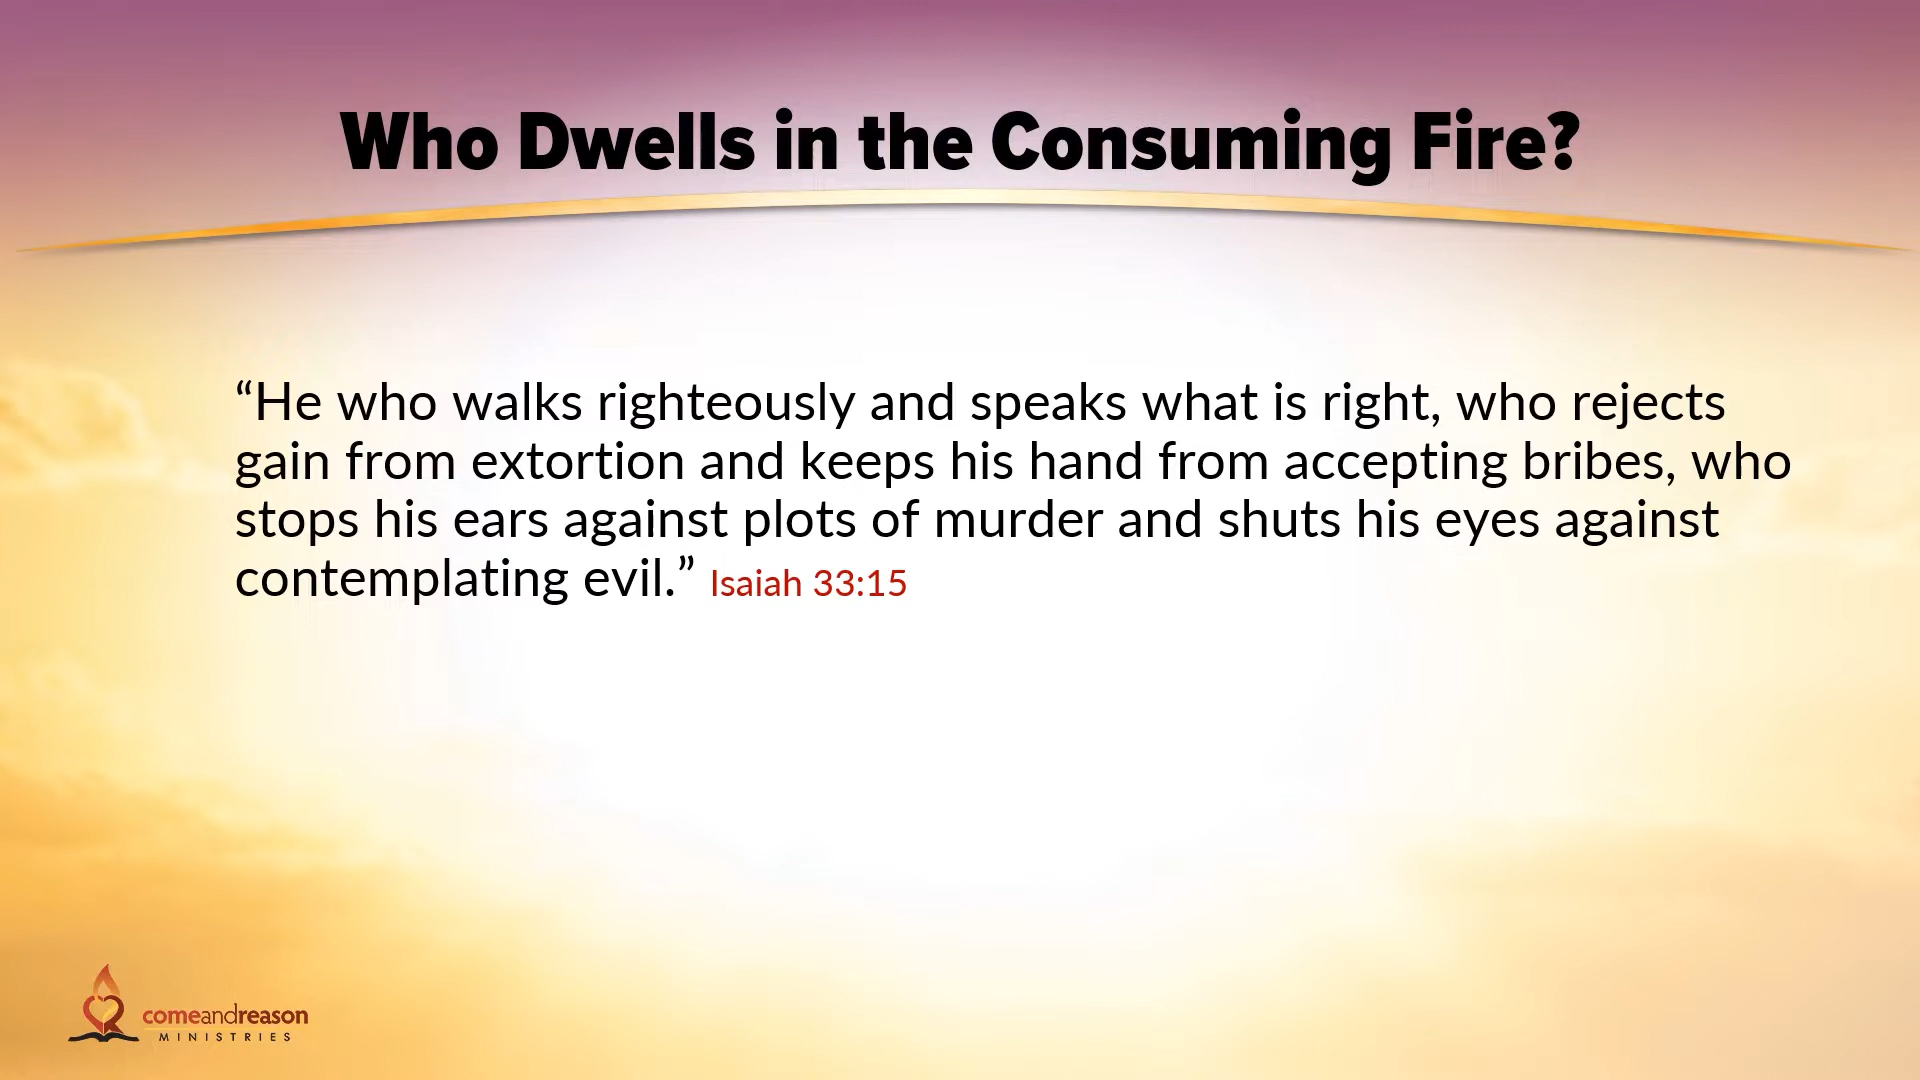 Who Dwells in the Consuming Fire?
“He who walks righteously and speaks what is right, who rejects
gain from extortion and keeps his hand from accepting bribes, who
stops his ears against plots of murder and shuts his eyes against
contemplating evil.” Isaiah 33:15
comeandreason
MINISTRIES